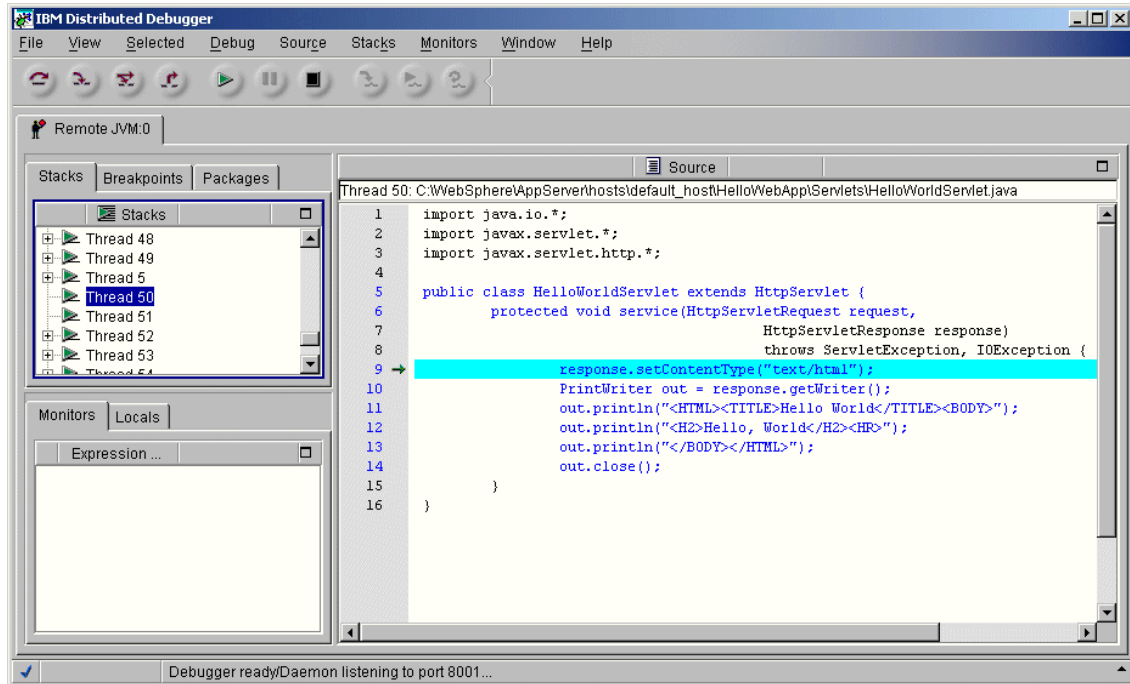 IBM Distributed Debugger
File View Selected Debug Source Stacks Monitors Window Help
Remote JVM:0
Stacks Breakpoints Packages
Stacks
Thread 48
Thread 49
Thread 5
Thread 50
Thread 51
Thread 52
Thread 53
Thread 54
Monitors Locals
Expression ...
Source
Thread 50: C:\WebSphere\AppServer\hosts\default_host\HelloWebApp\Servlets\HelloWorldServlet.java
1 import java.io.*;
2 import javax.servlet.*;
3 import javax.servlet.http.*;
4
5 public class HelloWorldServlet extends HttpServlet {
6 protected void service(HttpServletRequest request,
7 HttpServletResponse response)
8 throws ServletException, IOException {
9 response.setContentType("text/html");
10 PrintWriter out = response.getWriter();
11 out.println("<HTML><TITLE>Hello World</TITLE><BODY>");
12 out.println("<H2>Hello, World</H2><HR>");
13 out.println("</BODY></HTML>");
14 out.close();
15 }
16 }
Debugger ready/Daemon listening to port 8001...